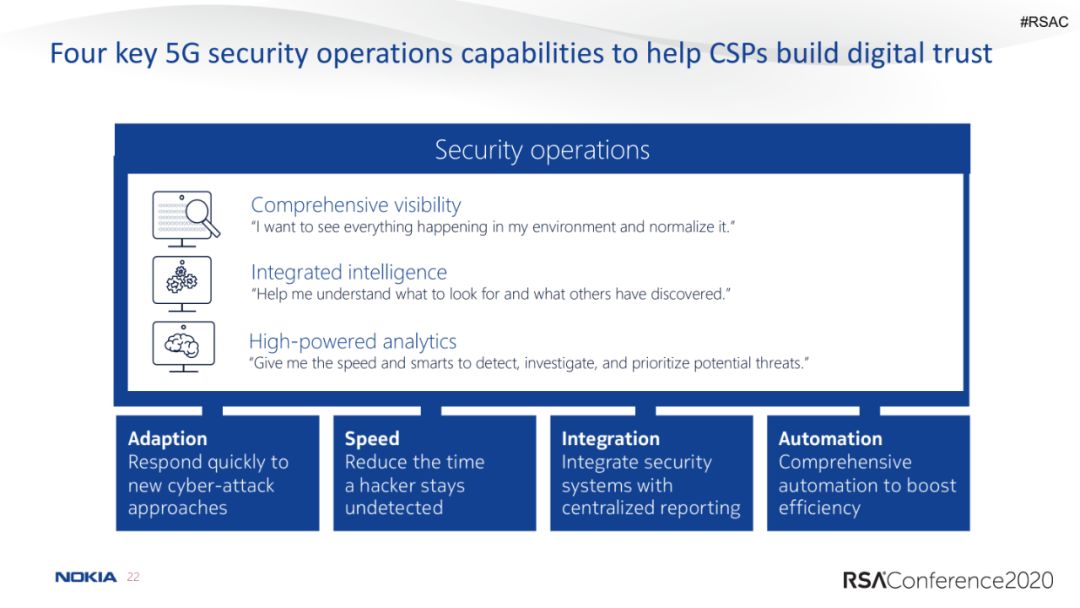 #RSAC
Four key 5G security operations capabilities to help CSPs build digital trust
Security operations
Comprehensive visibility
“I want to see everything happening in my environment and normalize it.”
Integrated intelligence
“Help me understand what to look for and what others have discovered.”
High-powered analytics
“Give me the speed and smarts to detect, investigate, and prioritize potential threats.”
Adaption
Respond quickly to
new cyber-attack
approaches
Speed
Reduce the time
a hacker stays
undetected
Integration
Integrate security
systems with
centralized reporting
Automation
Comprehensive
automation to boost
efficiency
NOKIA 22
RSAConference2020